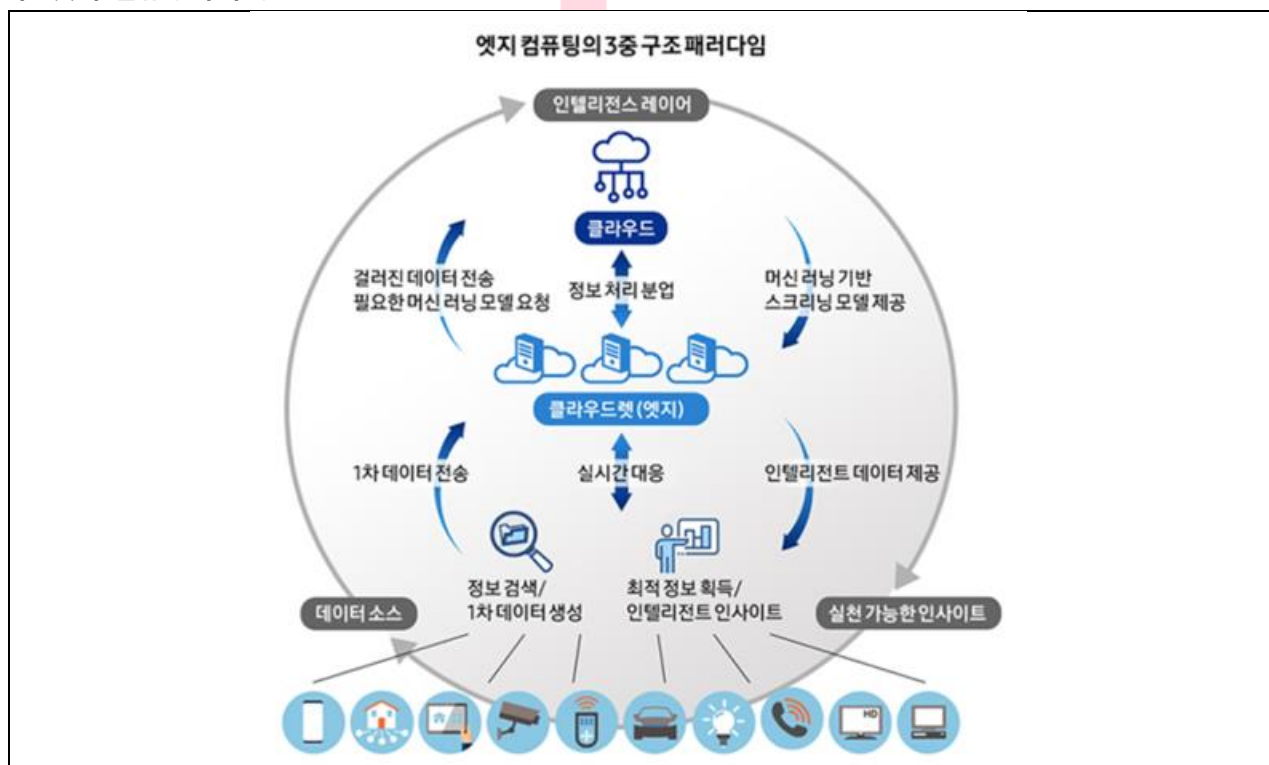 엣지 컴퓨팅의 3중 구조 패러다임
인텔리전스 레이어
클라우드
걸러진 데이터 전송
필요한 머신 러닝 모델 요청
정보 처리 분업
머신 러닝 기반
스크리닝 모델 제공
클라우드렛(엣지)
1차 데이터 전송
실시간 대응
인텔리전트 데이터 제공
정보 검색/
1차 데이터 생성
최적 정보 획득/
인텔리전트 인사이트
데이터 소스
실천 가능한 인사이트
HD